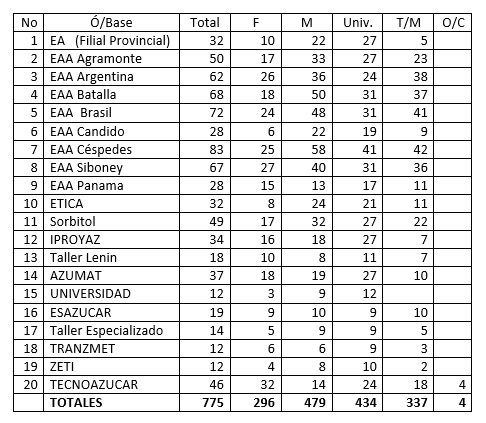 No Ó/Base Total F M Univ. T/M O/C
1 EA (Filial Provincial) 32 10 22 27 5
2 EAA Agramonte 50 17 33 27 23
3 EAA Argentina 62 26 36 24 38
4 EAA Batalla 68 18 50 31 37
5 EAA Brasil 72 24 48 31 41
6 EAA Candido 28 6 22 19 9
7 EAA Céspedes 83 25 58 41 42
8 EAA Siboney 67 27 40 31 36
9 EAA Panama 28 15 13 17 11
10 ETICA 32 8 24 21 11
11 Sorbitol 49 17 32 27 22
12 IPROYAZ 34 16 18 27 7
13 Taller Lenin 18 10 8 11 7
14 AZUMAT 37 18 19 27 10
15 UNIVERSIDAD 12 3 9 12
16 ESAZUCAR 19 9 10 9 10
17 Taller Especializado 14 5 9 9 5
18 TRANZMET 12 6 6 9 3
19 ZETI 12 4 8 10 2
20 TECNOAZUCAR 46 32 14 24 18 4
TOTALES 775 296 479 434 337 4